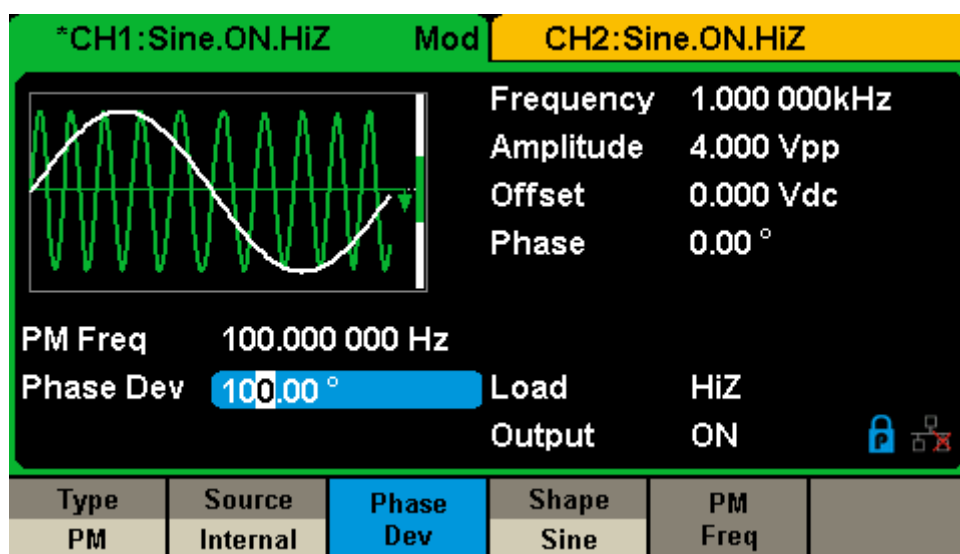 *CH1:Sine.ON.HiZ Mod CH2:Sine.ON.HiZ
Frequency 1.000 000kHz
Amplitude 4.000 Vpp
Offset 0.000 Vdc
Phase 0.00 °
PM Freq 100.000 000 Hz
Phase Dev 100.00 ° Load HiZ
Output ON P
Type Source Phase Shape PM
PM Internal Dev Sine Freq